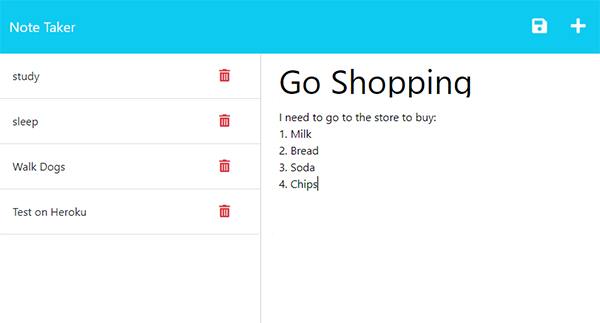 Note Taker
study
sleep
Walk Dogs
Test on Heroku
Go Shopping
I need to go to the store to buy:
1. Milk
2. Bread
3. Soda
4. Chips